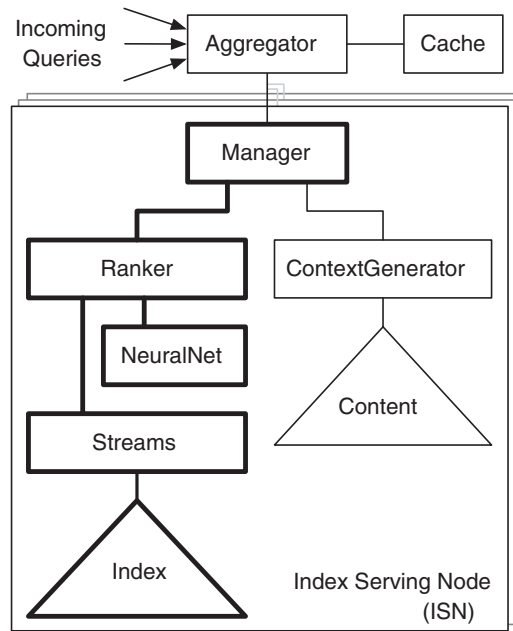 Incoming
Queries
Aggregator
Cache
Manager
Ranker
ContextGenerator
NeuralNet
Content
Streams
Index
Index Serving Node
(ISN)